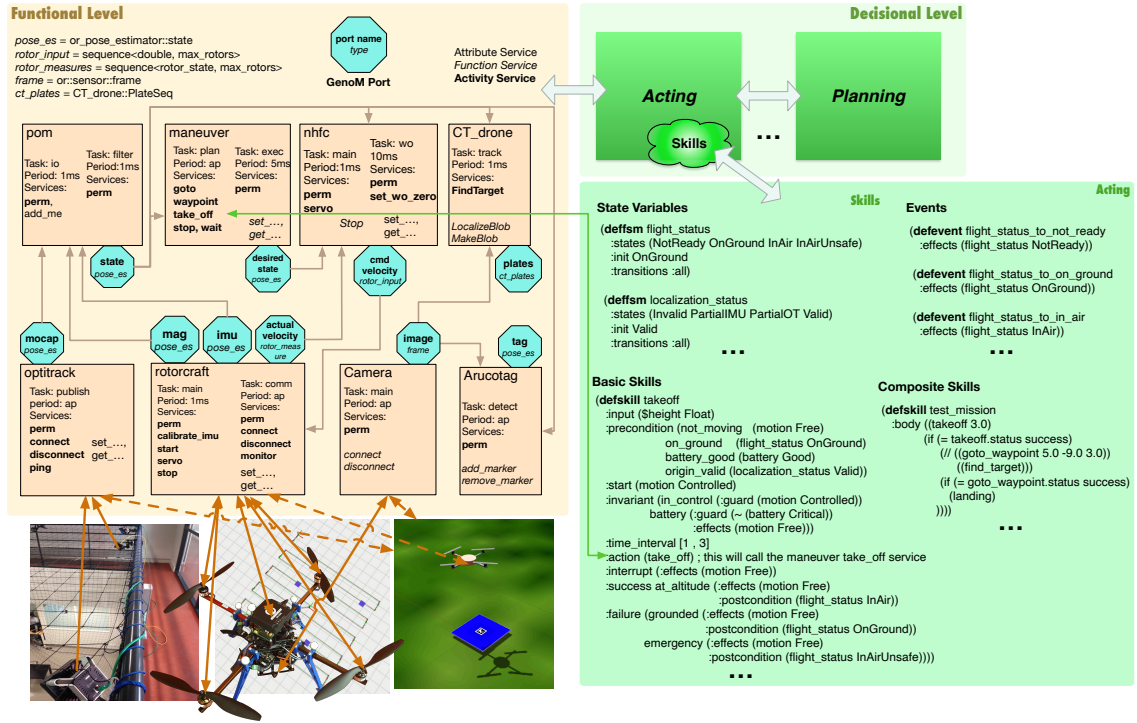 Functional Level
pose_es = or_pose_estimator::state
rotor_input = sequence<double, max_rotors>
rotor_measures = sequence<rotor_state, max_rotors>
frame = or::sensor::frame
ct_plates = CT_drone::PlateSeq
port name
type
GenoM Port
Attribute Service
Function Service
Activity Service
pom
Task: io
Period: 1ms
Services:
perm,
add_me
Task: filter
Period:1ms
Services:
perm
maneuver
Task: plan
Period: ap
Services:
goto
waypoint
take_off
stop, wait
Task: exec
Period: 5ms
Services:
perm
set_…,
get_…
nhfc
Task: main
Period:1ms
Services:
perm
servo
Stop
Task: wo
10ms
Services:
perm
set_wo_zero
set_…,
get_…
CT_drone
Task: track
Period: 1ms
Services:
FindTarget
LocalizeBlob
MakeBlob
state
pose_es
desired
state
pose_es
cmd
velocity
rotor_input
plates
ct_plates
mocap
pose_es
mag
pose_es
imu
pose_es
actual
velocity
rotor_meas
ure
image
frame
tag
pose_es
optitrack
Task: publish
period: ap
Services:
perm
connect
disconnect
ping
set_…,
get_…
rotorcraft
Task: main
Period: 1ms
Services:
perm
calibrate_imu
start
servo
stop
Task: comm
Period: ap
Services:
perm
connect
disconnect
monitor
set_…,
get_…
Camera
Task: main
Period: ap
Services:
perm
connect
disconnect
Arucotag
Task: detect
Period: ap
Services:
perm
add_marker
remove_marker
Decisional Level
Acting
Planning
...
Skills
Acting
Skills
State Variables
(deffsm flight_status
:states (NotReady OnGround InAir InAirUnsafe)
:init OnGround
:transitions :all)
(deffsm localization_status
:states (Invalid PartialIMU PartialOT Valid)
:init Valid
:transitions :all)
...
Events
(defevent flight_status_to_not_ready
:effects (flight_status NotReady))
(defevent flight_status_to_on_ground
:effects (flight_status OnGround))
(defevent flight_status_to_in_air
:effects (flight_status InAir))
...
Basic Skills
(defskill takeoff
:input ($height Float)
:precondition (not_moving (motion Free)
on_ground (flight_status OnGround)
battery_good (battery Good)
origin_valid (localization_status Valid))
:start (motion Controlled)
:invariant (in_control (:guard (motion Controlled))
battery (:guard (~ (battery Critical))
:effects (motion Free)))
:time_interval [1 , 3]
:action (take_off) ; this will call the maneuver take_off service
:interrupt (:effects (motion Free))
:success at_altitude (:effects (motion Free)
:postcondition (flight_status InAir))
:failure (grounded (:effects (motion Free)
:postcondition (flight_status OnGround))
emergency (:effects (motion Free)
:postcondition (flight_status InAirUnsafe))))
...
Composite Skills
(defskill test_mission
:body ((takeoff 3.0)
(if (= takeoff.status success)
(// ((goto_waypoint 5.0 -9.0 3.0))
((find_target)))
(if (= goto_waypoint.status success)
(landing)
))))
...